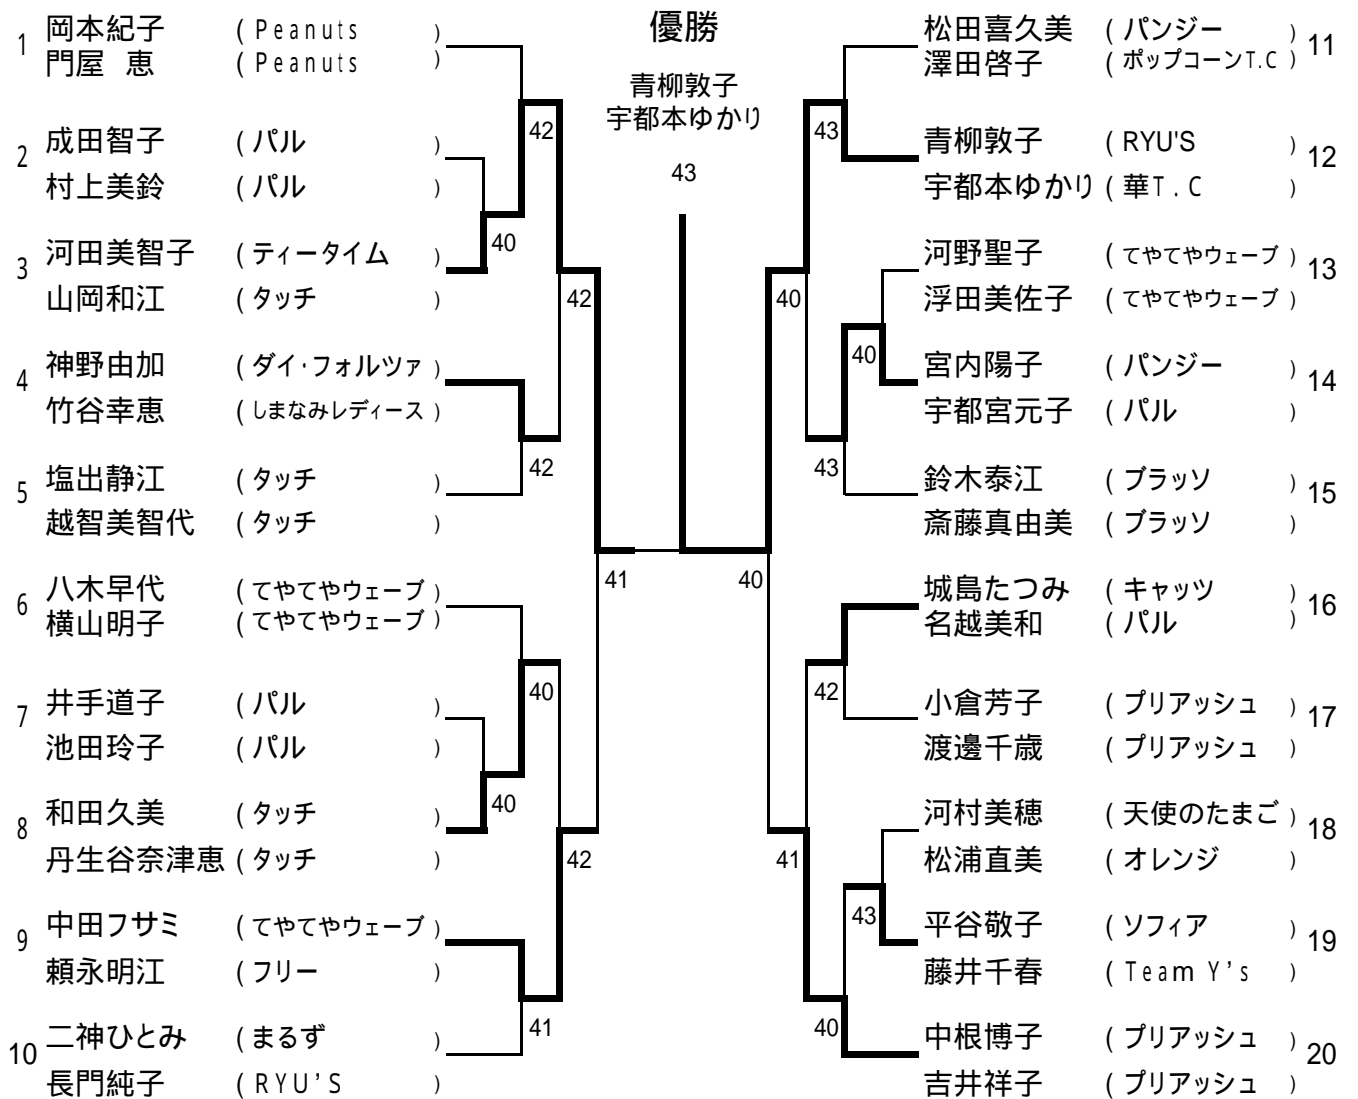 優勝
青柳敦子
宇都本ゆかり
43
1 岡本紀子 ( Peanuts )
門屋 恵 ( Peanuts )
2 成田智子 ( パル )
村上美鈴 ( パル )
3 河田美智子 ( ティータイム )
山岡和江 ( タッチ )
4 神野由加 ( ダイ・フォルツァ )
竹谷幸恵 ( しまなみレディース )
5 塩出静江 ( タッチ )
越智美智代 ( タッチ )
6 八木早代 ( てやてやウェーブ )
横山明子 ( てやてやウェーブ )
7 井手道子 ( パル )
池田玲子 ( パル )
8 和田久美 ( タッチ )
丹生谷奈津恵 ( タッチ )
9 中田フサミ ( てやてやウェーブ )
頼永明江 ( フリー )
10 二神ひとみ ( まるず )
長門純子 ( RYU'S )
42
40
42
42
41
40
40
42
41
松田喜久美 ( パンジー ) 11
澤田啓子 ( ポップコーンT.C )
青柳敦子 ( RYU'S ) 12
宇都本ゆかり ( 華T.C )
河野聖子 ( てやてやウェーブ ) 13
浮田美佐子 ( てやてやウェーブ )
宮内陽子 ( パンジー ) 14
宇都宮元子 ( パル )
鈴木泰江 ( ブラッソ ) 15
斎藤真由美 ( ブラッソ )
城島たつみ ( キャッツ ) 16
名越美和 ( パル )
小倉芳子 ( プリアッシュ ) 17
渡邊千歳 ( プリアッシュ )
河村美穂 ( 天使のたまご ) 18
松浦直美 ( オレンジ )
平谷敬子 ( ソフィア ) 19
藤井千春 ( Team Y's )
中根博子 ( プリアッシュ ) 20
吉井祥子 ( プリアッシュ )
43
40
40
43
40
42
41
43
40